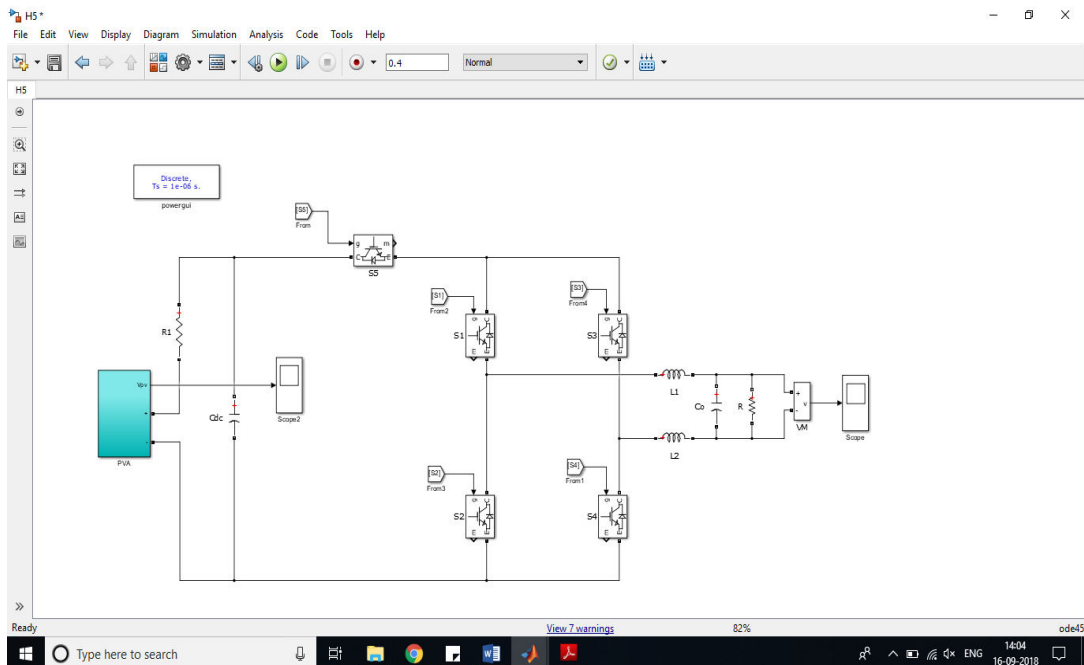 H5 *
File Edit View Display Diagram Simulation Analysis Code Tools Help
0.4 Normal
H5
Discrete,
Ts = 1e-06 s.
powergui
[S5]
From
g m
C E
S5
[S1]
From2
[S3]
From4
S1
S3
R1
Vpv
+
-
PVA
Scope2
Cdc
L1
Co
R
+
-
v
VM
Scope
L2
[S2]
From3
[S4]
From1
S2
S4
Ready View 7 warnings 82% ode45
Type here to search
ENG
14:04
16-09-2018